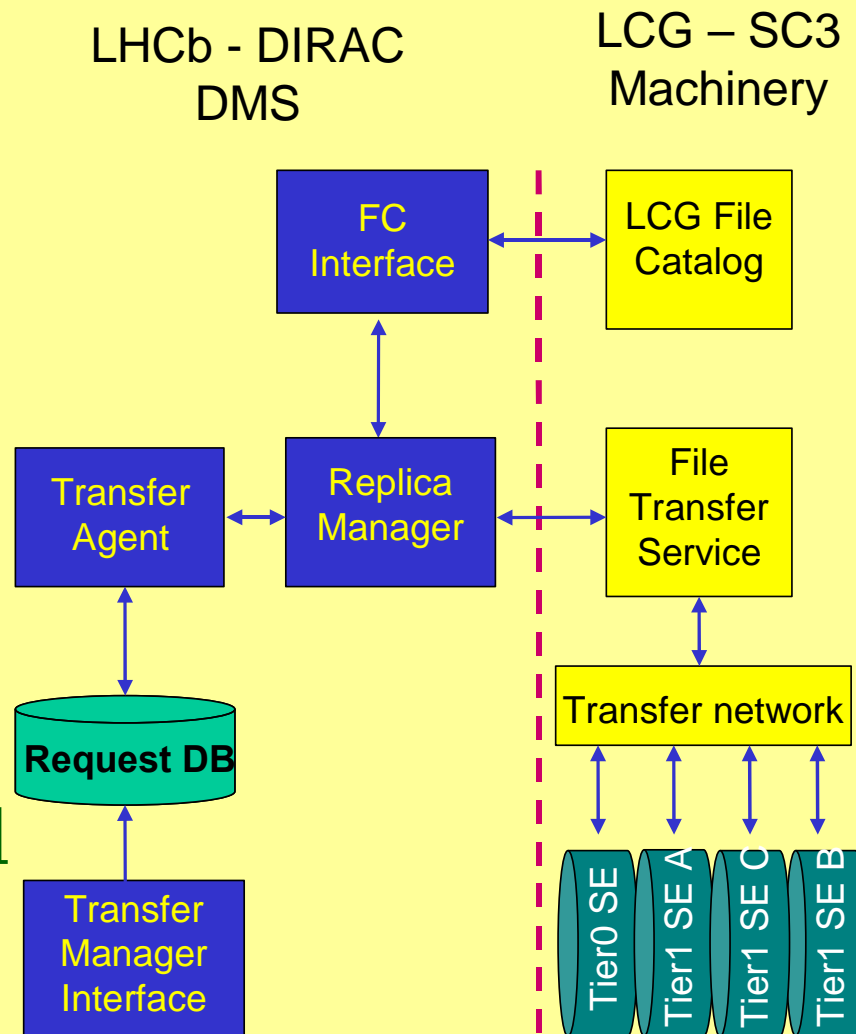 LHCb - DIRAC
DMS
LCG – SC3
Machinery
FC
Interface
LCG File
Catalog
Transfer
Agent
Replica
Manager
File
Transfer
Service
Transfer network
Request DB
Transfer
Manager
Interface
Tier0 SE
Tier1 SE A
Tier1 SE C
Tier1 SE B